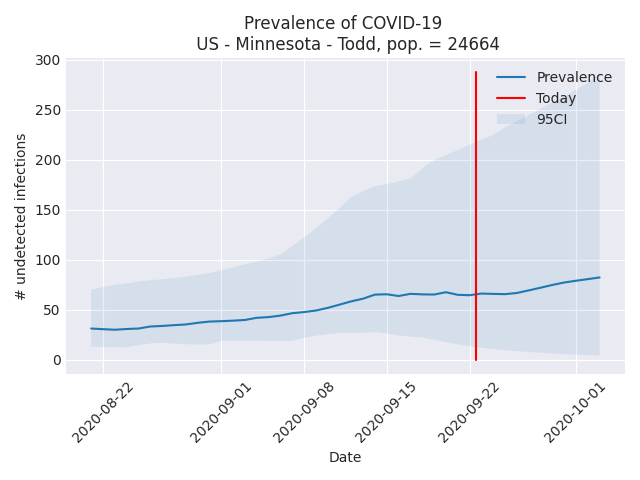 Prevalence of COVID-19
US - Minnesota - Todd, pop. = 24664
300
250
200
150
100
50
0
# undetected infections
Prevalence
Today
95CI
2020-08-22
2020-09-01
2020-09-08
2020-09-15
2020-09-22
2020-10-01
Date